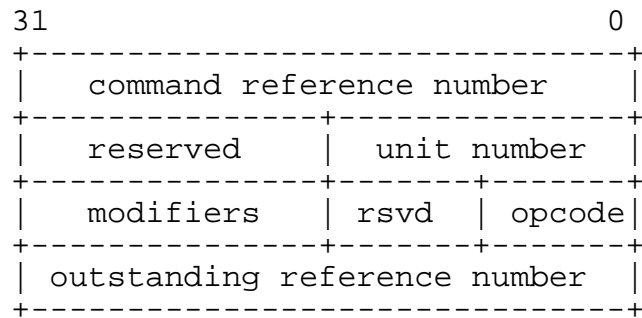 31 0
command reference number
reserved unit number
modifiers rsvd opcode
outstanding reference number